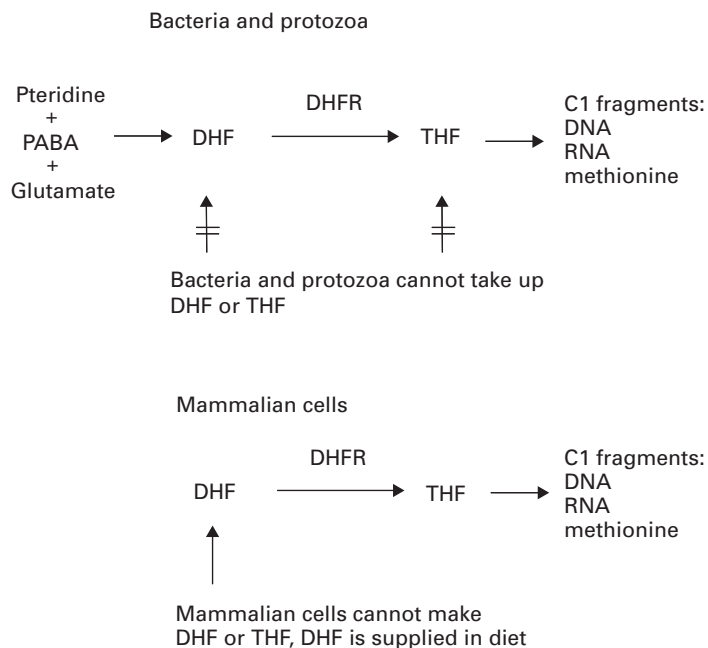 Bacteria and protozoa
Pteridine
+
PABA
+
Glutamate
DHF
DHFR
THF
C1 fragments:
DNA
RNA
methionine
Bacteria and protozoa cannot take up
DHF or THF
Mammalian cells
DHF
DHFR
THF
C1 fragments:
DNA
RNA
methionine
Mammalian cells cannot make
DHF or THF, DHF is supplied in diet